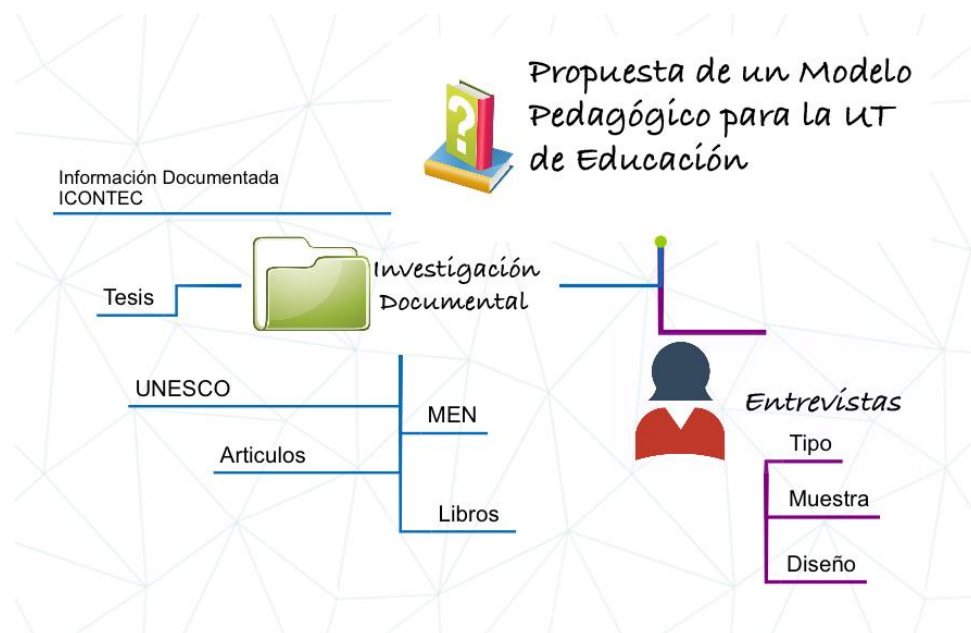 Propuesta de un Modelo
Pedagógico para la UT
de Educación
Información Documentada
ICONTEC
Investigación
Documental
Tesis
UNESCO
MEN
Articulos
Libros
Entrevistas
Tipo
Muestra
Diseño